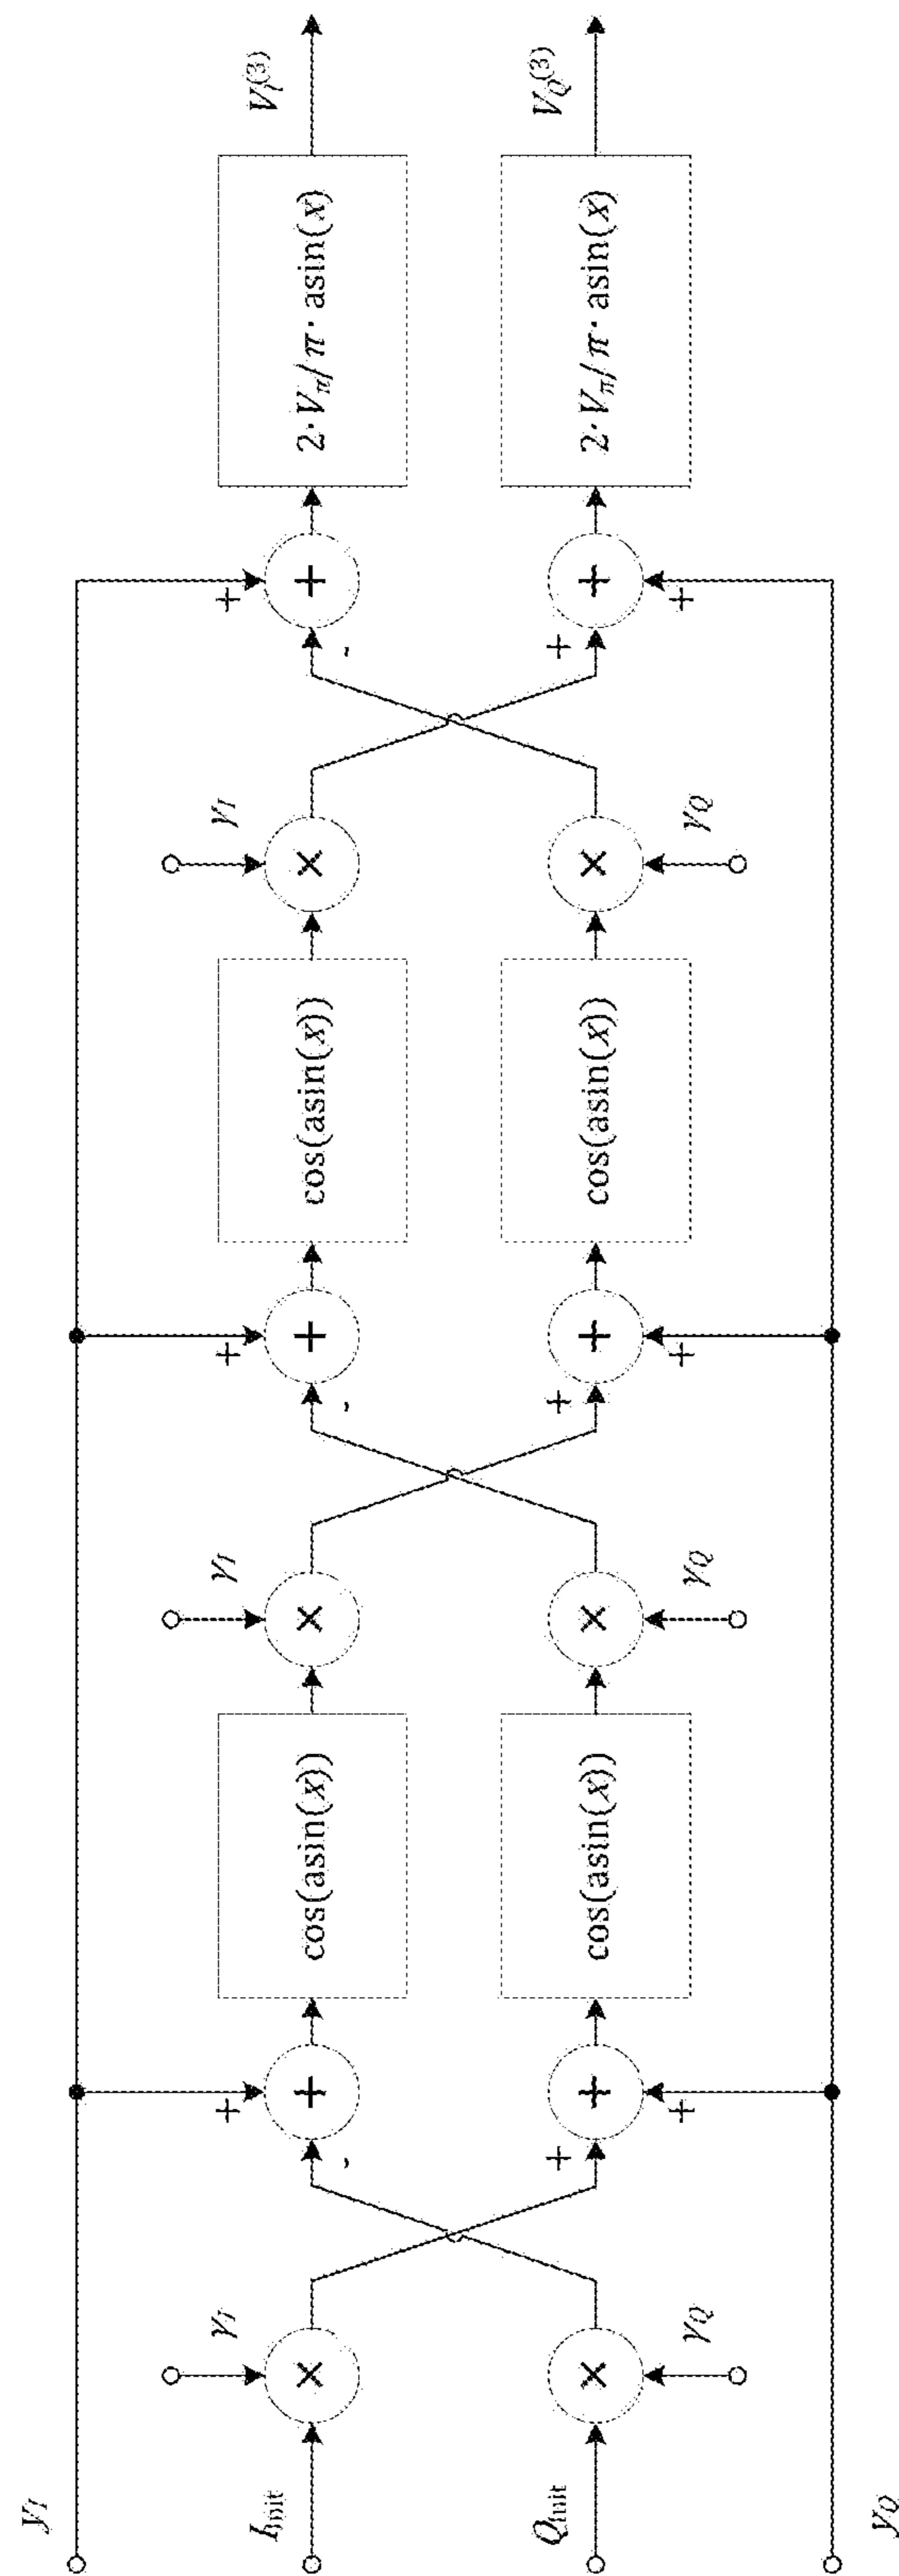 y_I
I_init
Q_init
y_Q
γ_I
×
×
γ_Q
+
+
-
+
+
+
cos(asin(x))
cos(asin(x))
γ_I
×
×
γ_Q
+
+
-
+
+
+
cos(asin(x))
cos(asin(x))
γ_I
×
×
γ_Q
+
+
-
+
+
+
2·V_π/π·asin(x)
2·V_π/π·asin(x)
V_I^(3)
V_Q^(3)